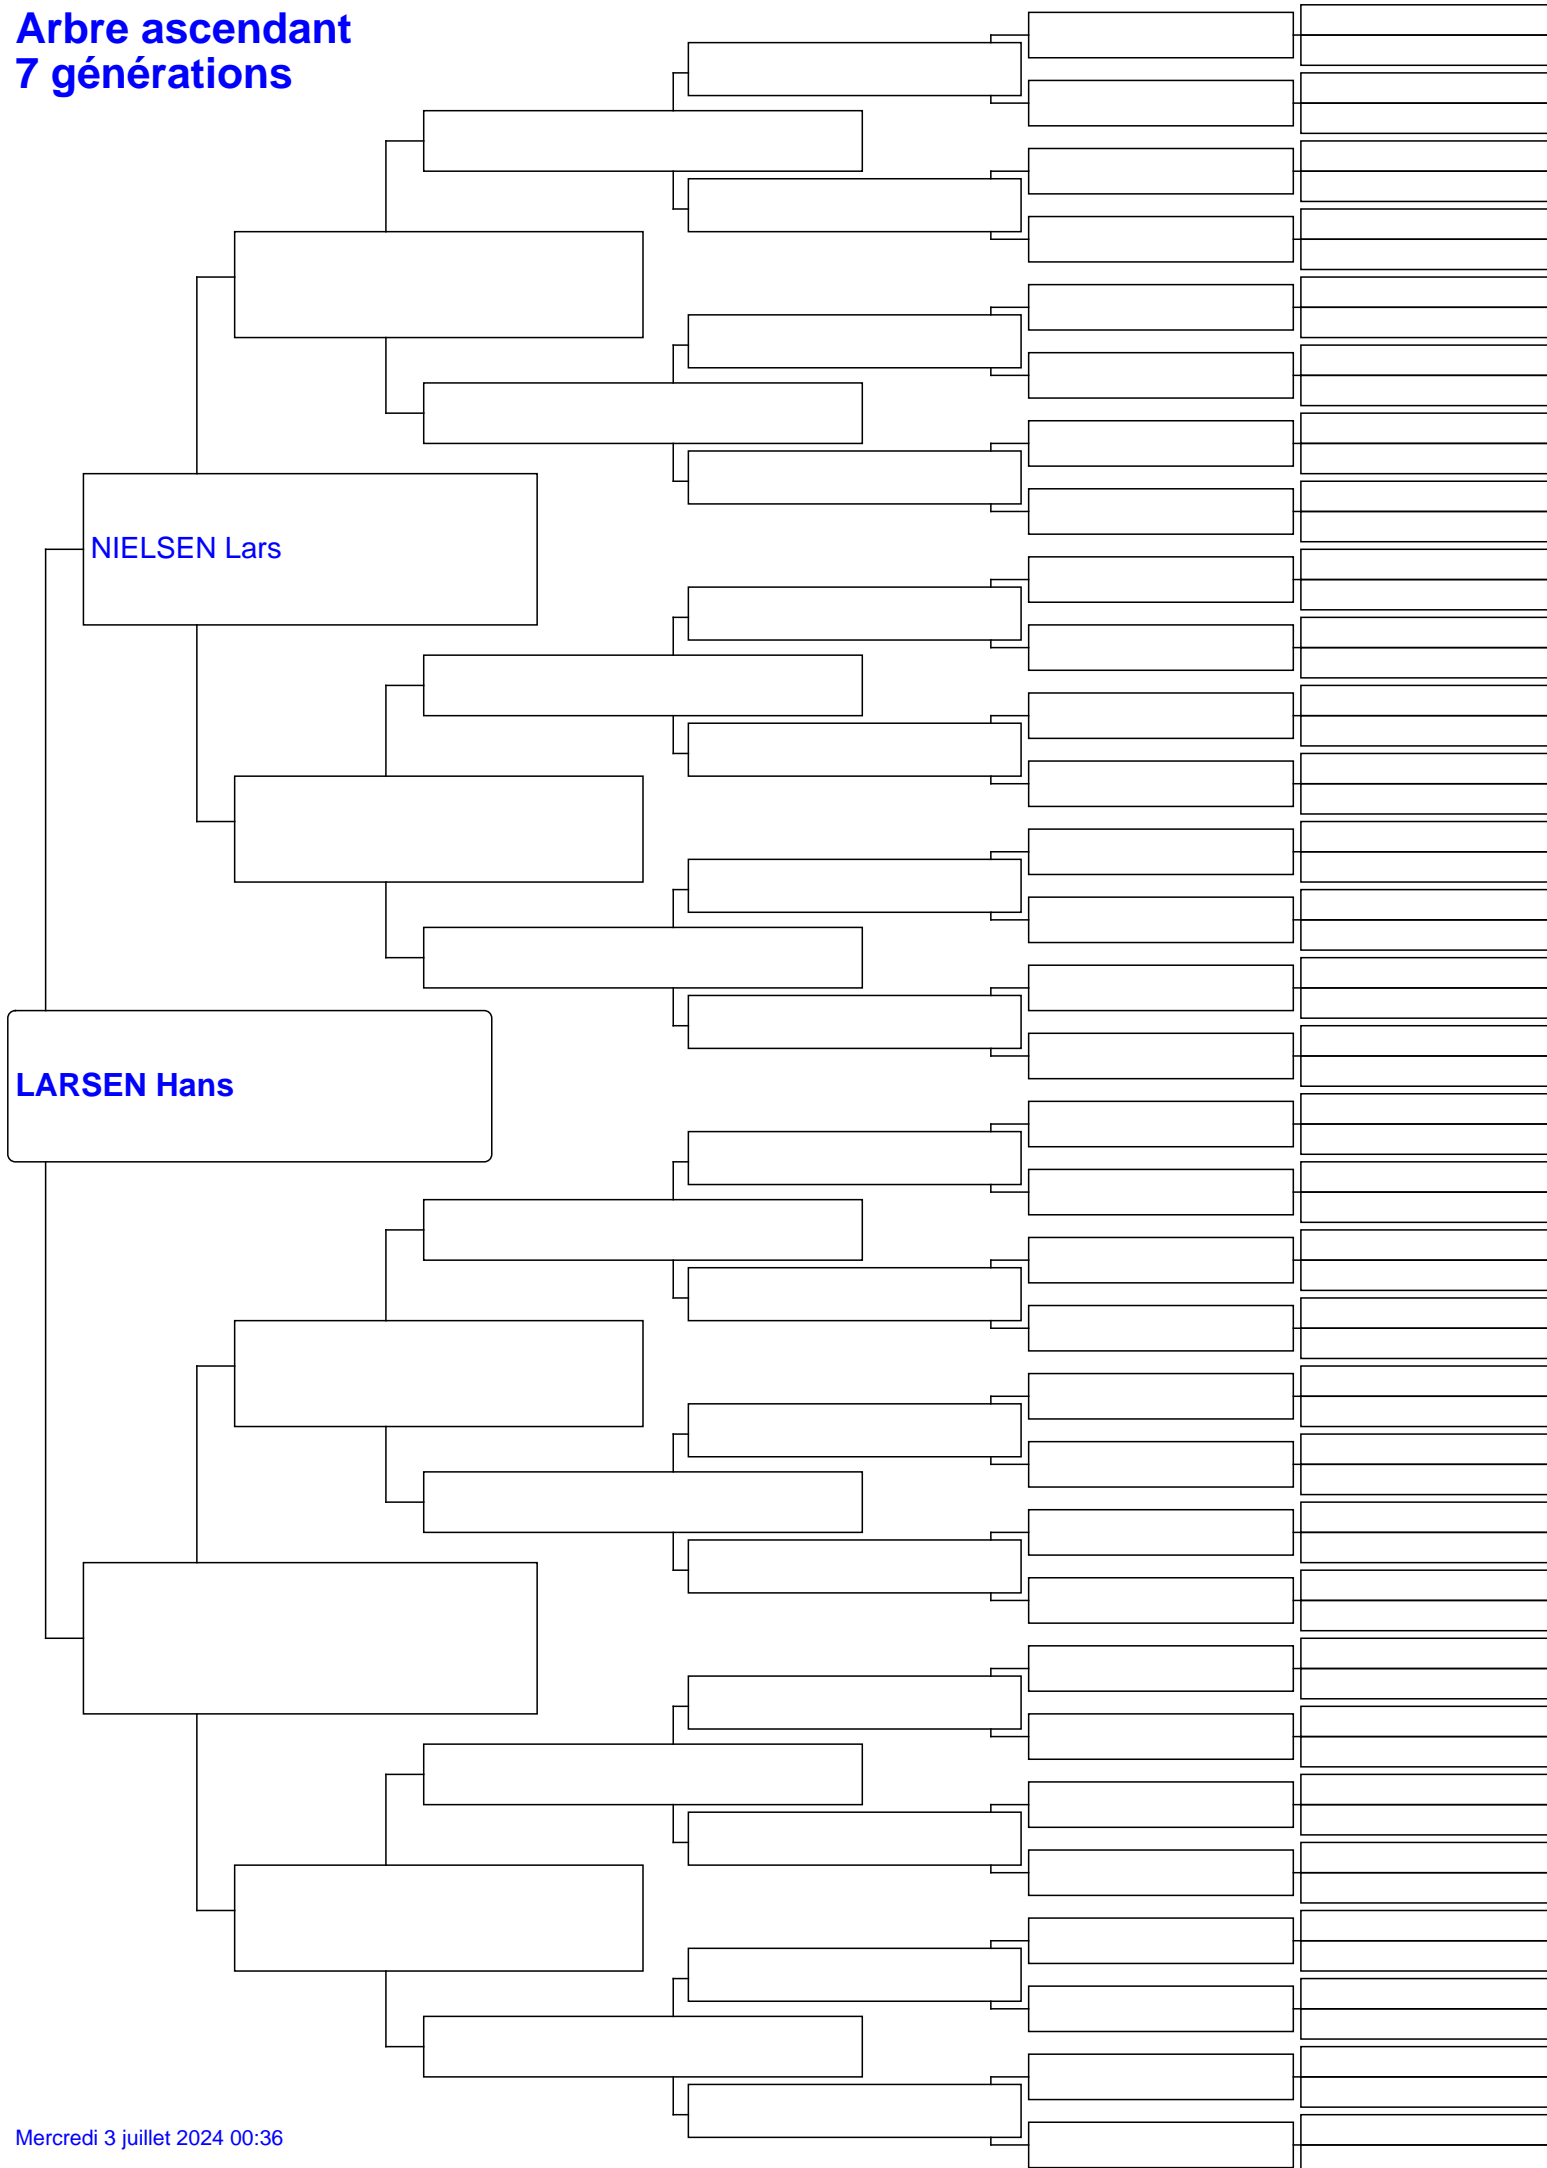 Arbre ascendant
7 générations
NIELSEN Lars
LARSEN Hans
Mercredi 3 juillet 2024 00:36